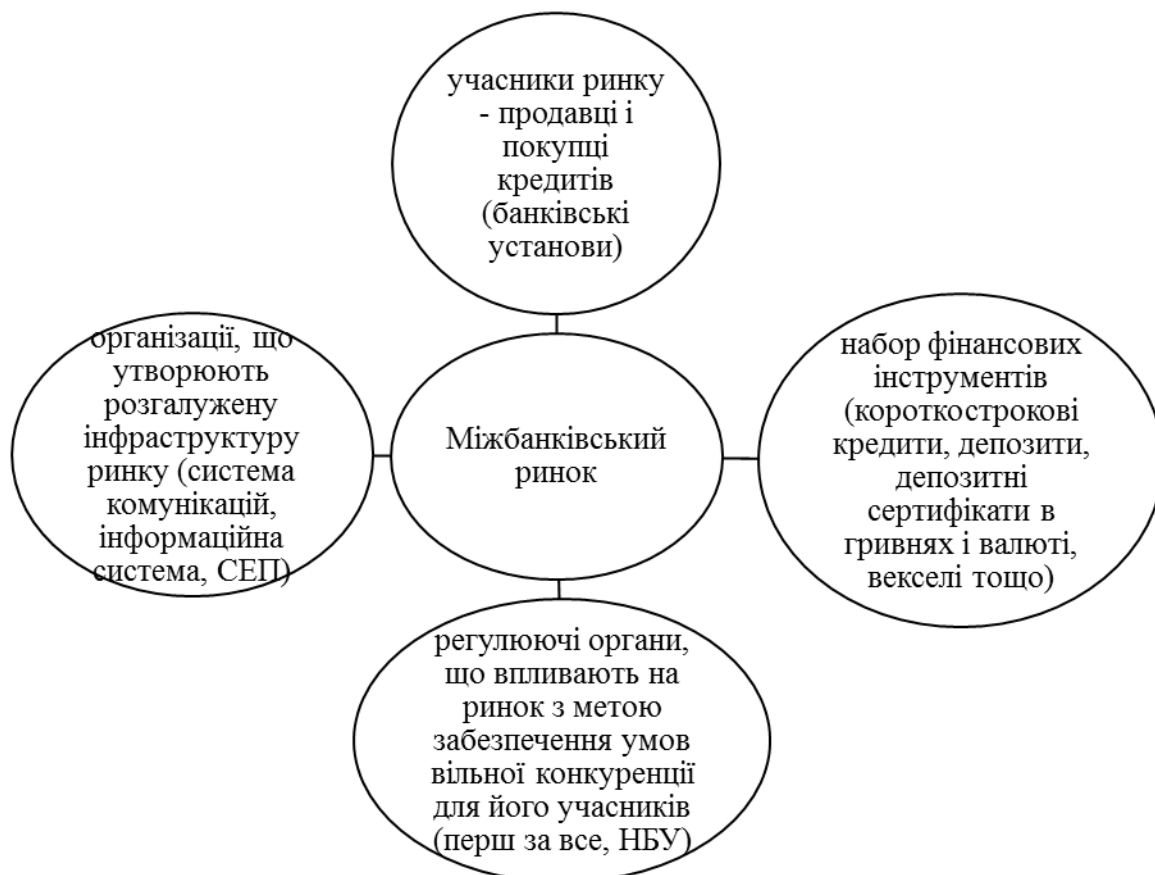 учасники ринку
- продавці і
покупці
кредитів
(банківські
установи)
організації, що
утворюють
розгалужену
інфраструктуру
ринку (система
комунікацій,
інформаційна
система, СЕП)
Міжбанківський
ринок
набор фінансових
інструментів
(короткострокові
кредити, депозити,
депозитні
сертифікати в
гривнях і валюті,
векселі тощо)
регулюючі органи,
що впливають на
ринок з метою
забезпечення умов
вільної конкуренції
для його учасників
(перш за все, НБУ)